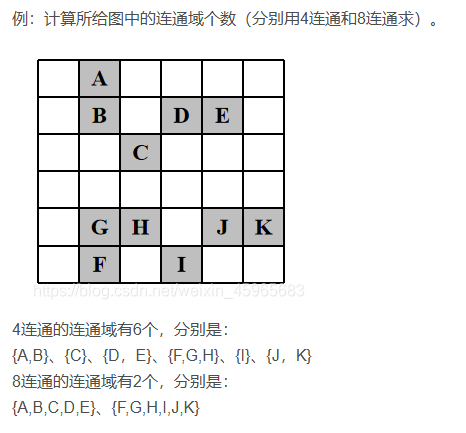 例：计算所给图中的连通域个数（分别用4连通和8连通求）。
A
B D E
C
G H J K
F I
https://blog.csdn.net/weixin_45965683
4连通的连通域有6个，分别是：
{A,B}、{C}、{D，E}、{F,G,H}、{I}、{J，K}
8连通的连通域有2个，分别是：
{A,B,C,D,E}、{F,G,H,I,J,K}